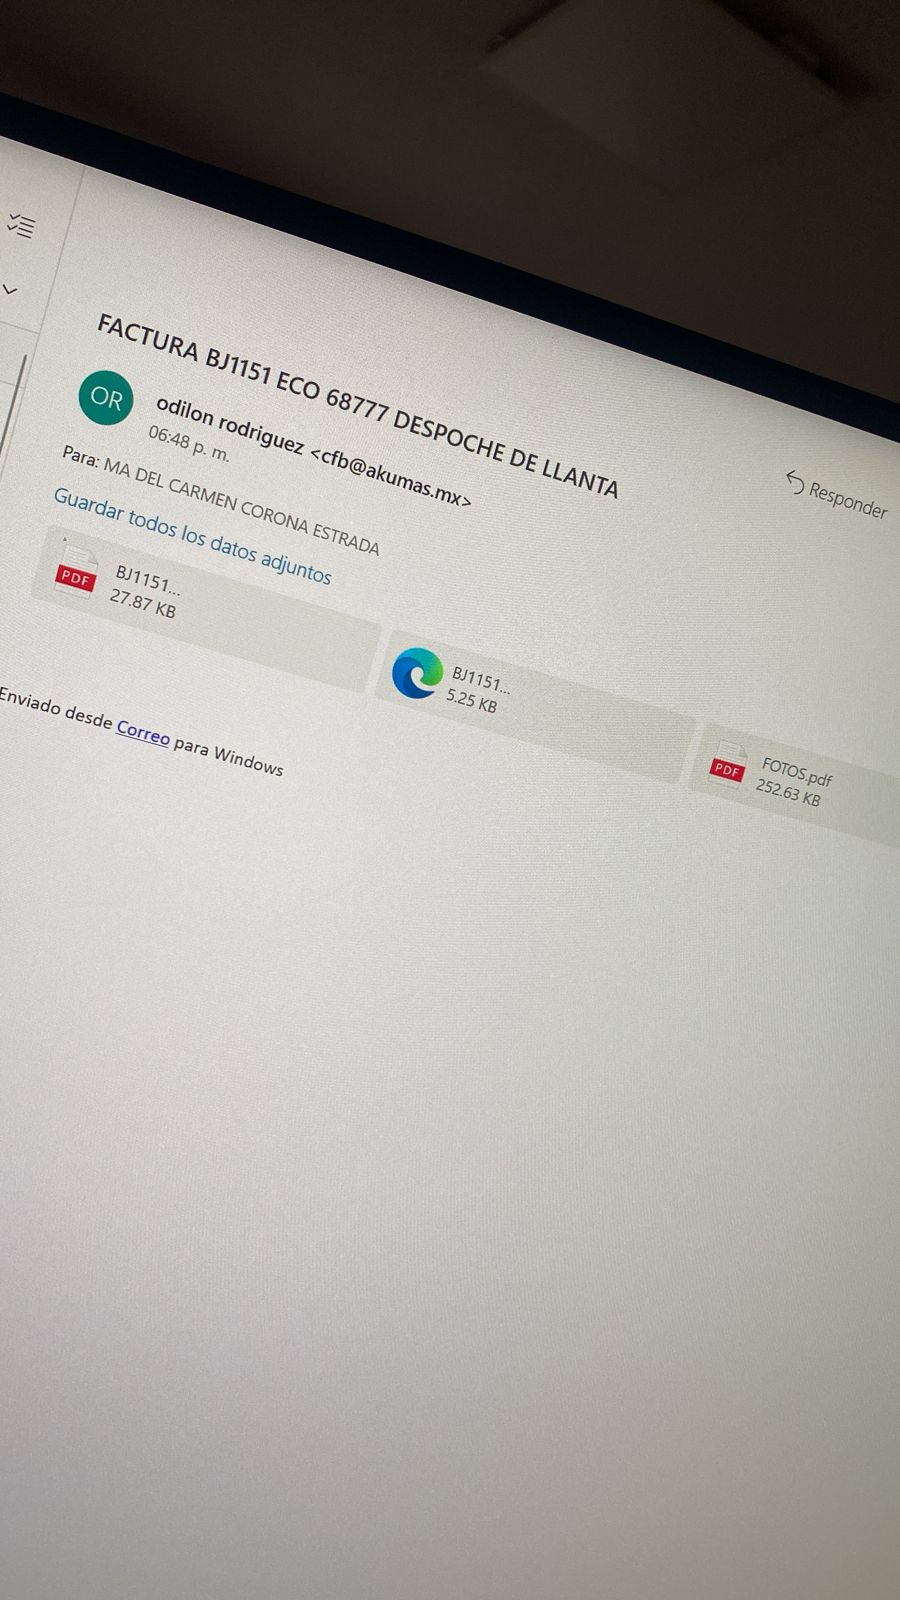 FACTURA BJ1151 ECO 68777 DESPOCHE DE LLANTA
OR
odilon rodriguez <cfb@akumas.mx>
06:48 p. m.
Responder
Para: MA DEL CARMEN CORONA ESTRADA
Guardar todos los datos adjuntos
PDF
BJ1151...
27.87 KB
BJ1151...
5.25 KB
PDF
FOTOS.pdf
252.63 KB
Enviado desde Correo para Windows